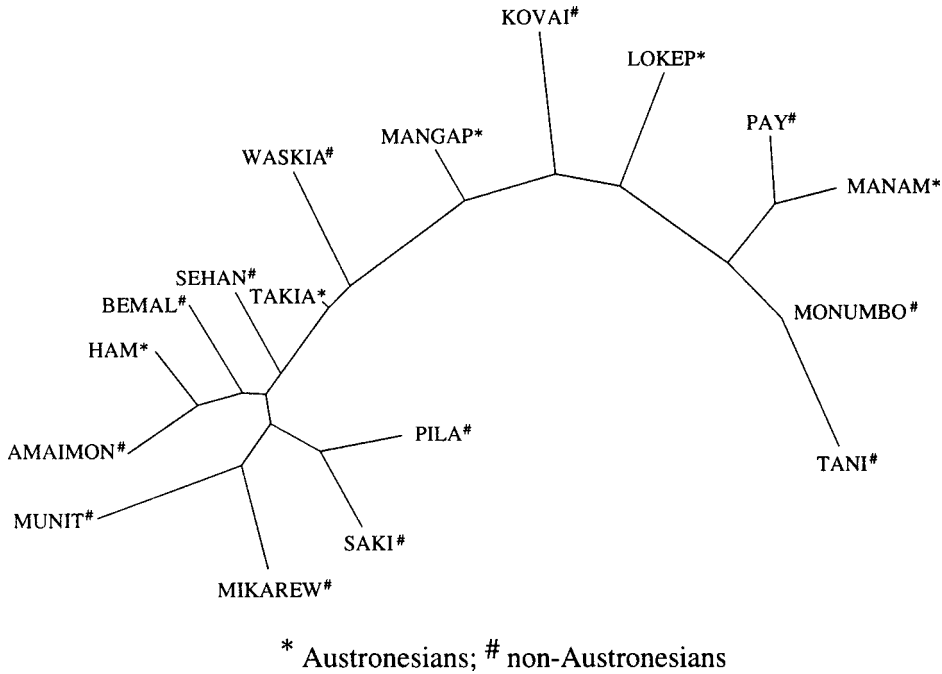 KOVAI#
LOKEP*
PAY#
MANGAP*
WASKIA#
MANAM*
SEHAN#
TAKIA*
BEMAL#
MONUMBO#
HAM*
PILA#
AMAIMON#
TANI#
MUNIT#
SAKI#
MIKAREW#
* Austronesians; # non-Austronesians